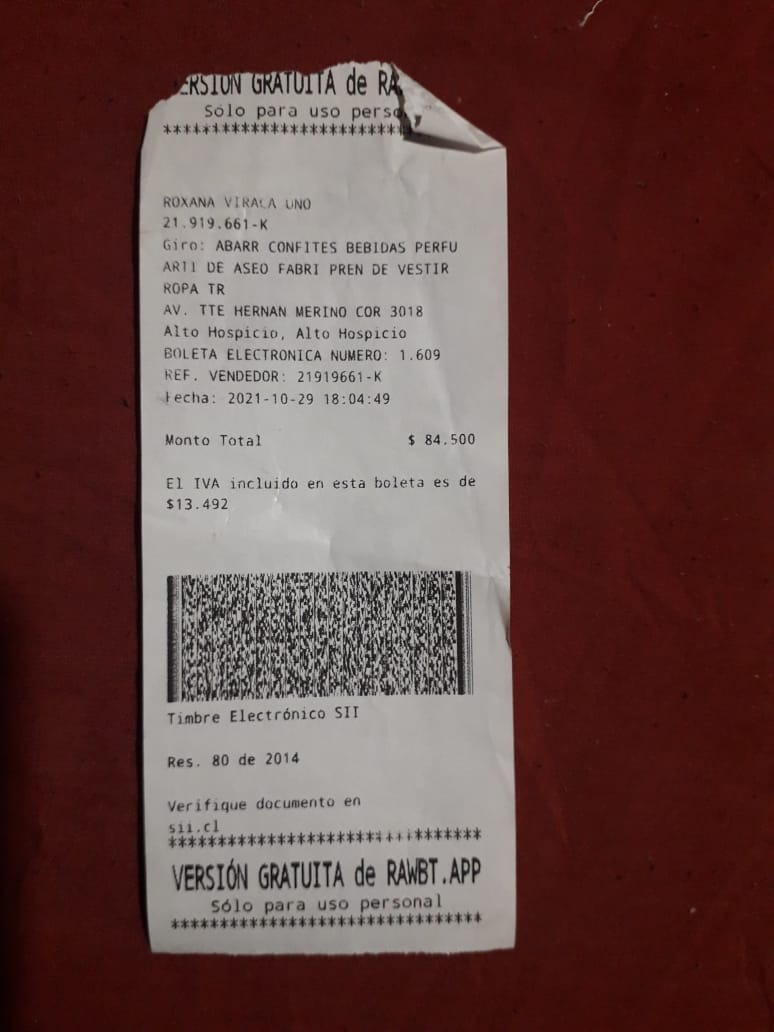 VERSIÓN GRATUITA de RA
Sólo para uso perso
**************************
ROXANA VIRACA UNO
21.919.661-K
Giro: ABARR CONFITES BEBIDAS PERFU
ARTI DE ASEO FABRI PREN DE VESTIR
ROPA TR
AV. TTE HERNAN MERINO COR 3018
Alto Hospicio, Alto Hospicio
BOLETA ELECTRONICA NUMERO: 1.609
REF. VENDEDOR: 21919661-K
Fecha: 2021-10-29 18:04:49
Monto Total $ 84.500
El IVA incluido en esta boleta es de
$13.492
Timbre Electrónico SII
Res. 80 de 2014
Verifique documento en
sii.cl
********************************
VERSIÓN GRATUITA de RAWBT.APP
Sólo para uso personal
********************************